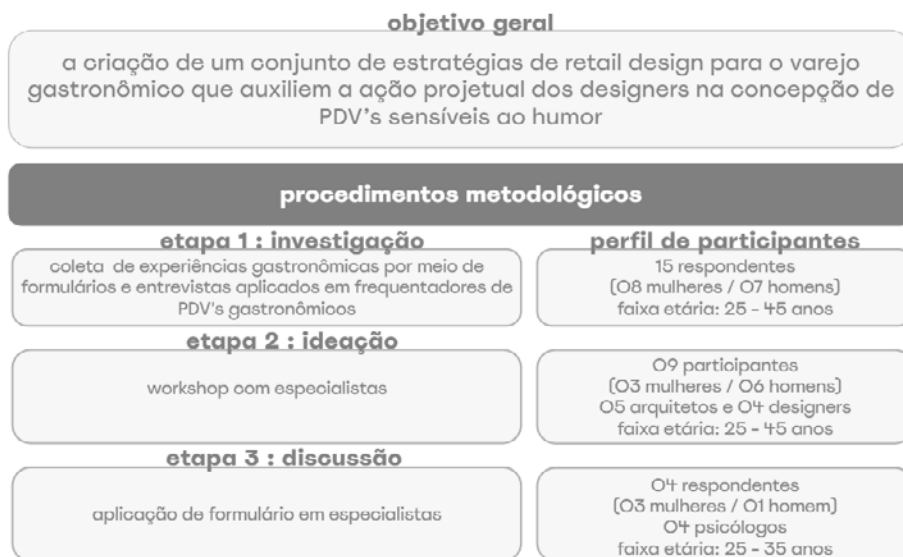 objetivo geral
a criação de um conjunto de estratégias de retail design para o varejo
gastronômico que auxiliem a ação projetual dos designers na concepção de
PDV's sensíveis ao humor
procedimentos metodológicos
etapa 1 : investigação
coleta de experiências gastronômicas por meio de
formulários e entrevistas aplicados em frequentadores de
PDV's gastronômicos
perfil de participantes
15 respondentes
(08 mulheres / 07 homens)
faixa etária: 25 - 45 anos
etapa 2 : ideação
workshop com especialistas
09 participantes
(03 mulheres / 06 homens)
05 arquitetos e 04 designers
faixa etária: 25 - 45 anos
etapa 3 : discussão
aplicação de formulário em especialistas
04 respondentes
(03 mulheres / 01 homem)
04 psicólogos
faixa etária: 25 - 35 anos